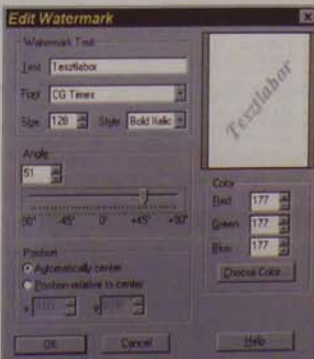 Edit Watermark
Watermark Text
Text Tesztlabor
Font CG Times
Size 128 Style Bold Italic
Angle
51
-45° 0° +45° +90°
Position
Automatically center
Position relative to center
x y
OK Cancel Help
Tesztlabor
Color
Red 177
Green 177
Blue 177
Choose Color...